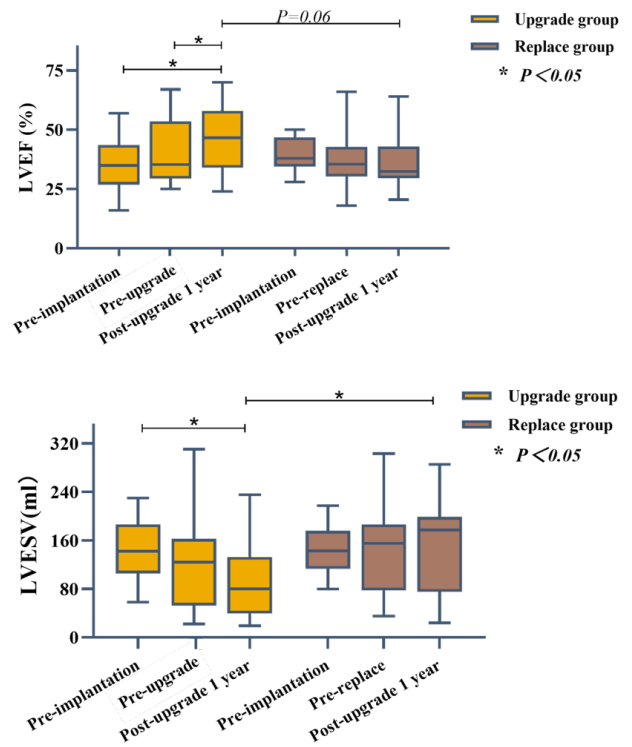 P=0.06
Upgrade group
Replace group
* P<0.05
*
*
LVEF (%)
75
50
25
0
Pre-implantation
Pre-upgrade
Post-upgrade 1 year
Pre-implantation
Pre-replace
Post-upgrade 1 year
Upgrade group
Replace group
* P<0.05
*
*
LVESV(ml)
320
240
160
80
0
Pre-implantation
Pre-upgrade
Post-upgrade 1 year
Pre-implantation
Pre-replace
Post-upgrade 1 year